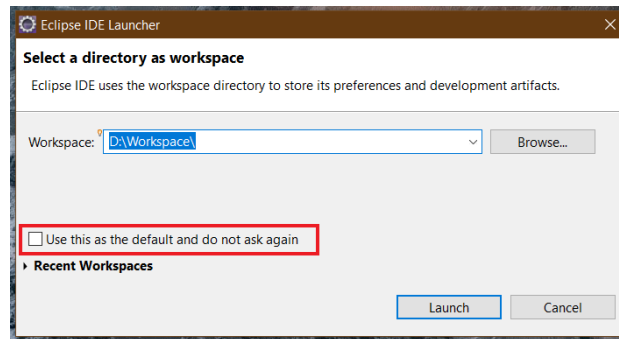 Eclipse IDE Launcher
Select a directory as workspace
Eclipse IDE uses the workspace directory to store its preferences and development artifacts.
Workspace: D:\Workspace\ Browse...
Use this as the default and do not ask again
Recent Workspaces
Launch Cancel